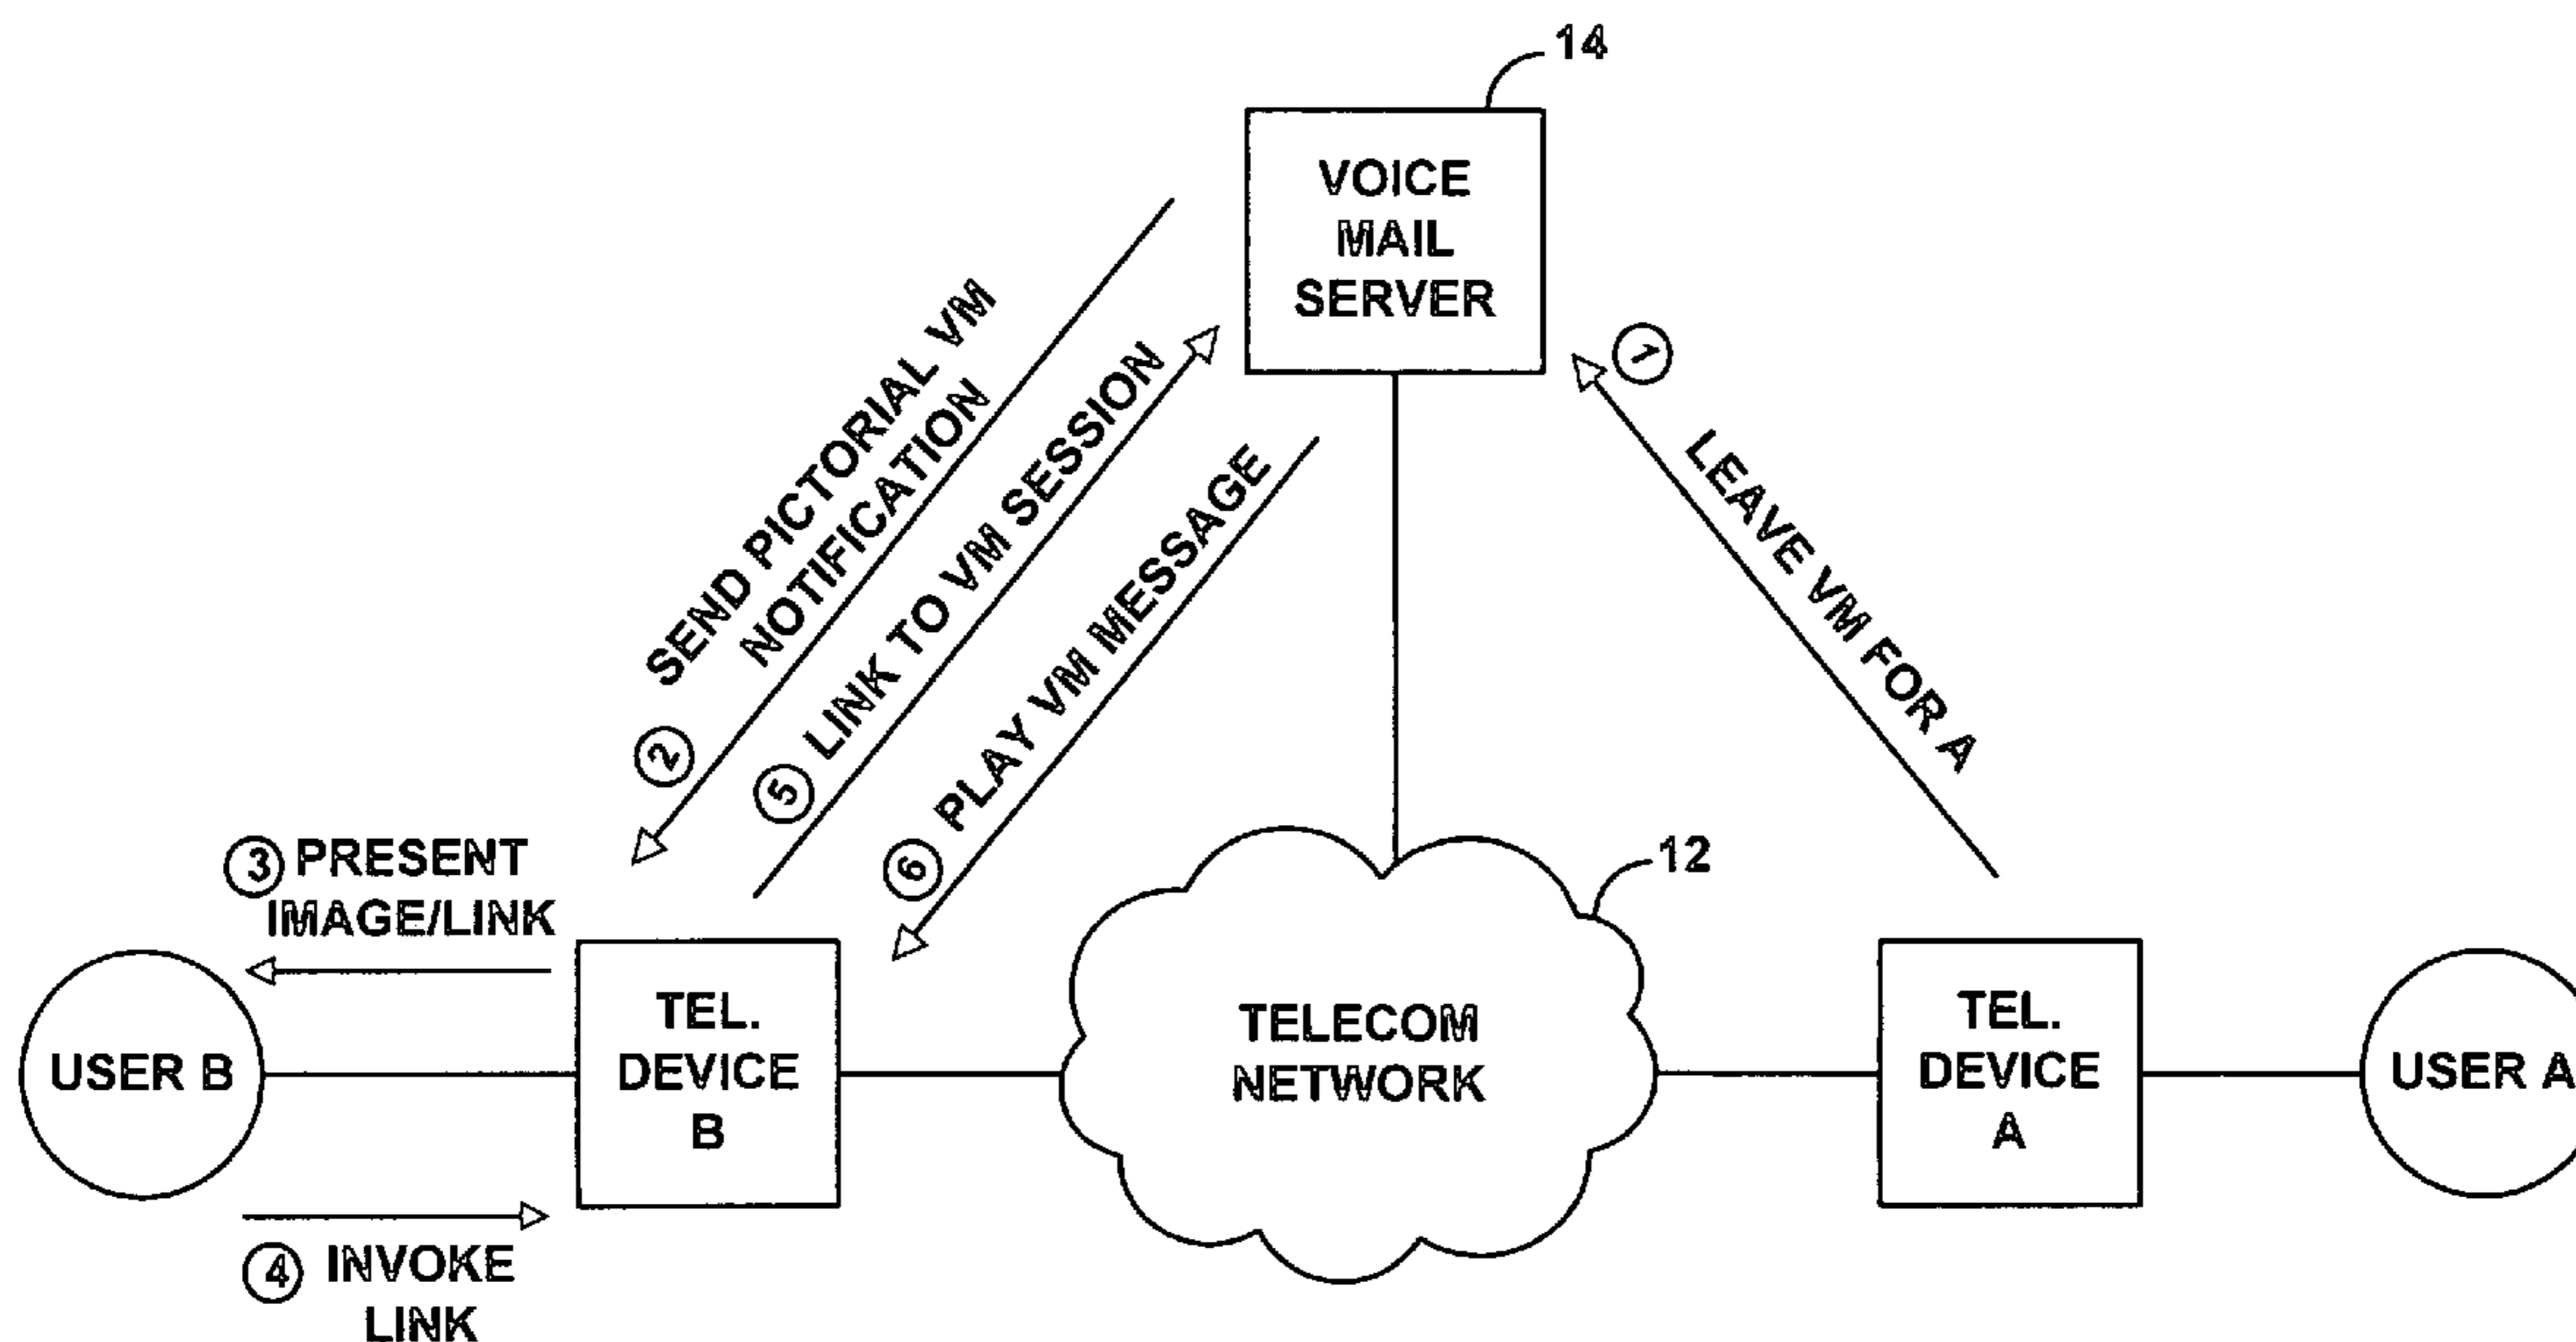 14
VOICE
MAIL
SERVER
1
LEAVE VM FOR A
SEND PICTORIAL VM
NOTIFICATION
2
5 LINK TO VM SESSION
6 PLAY VM MESSAGE
3 PRESENT
IMAGE/LINK
12
USER B
TEL.
DEVICE
B
TELECOM
NETWORK
TEL.
DEVICE
A
USER A
4 INVOKE
LINK